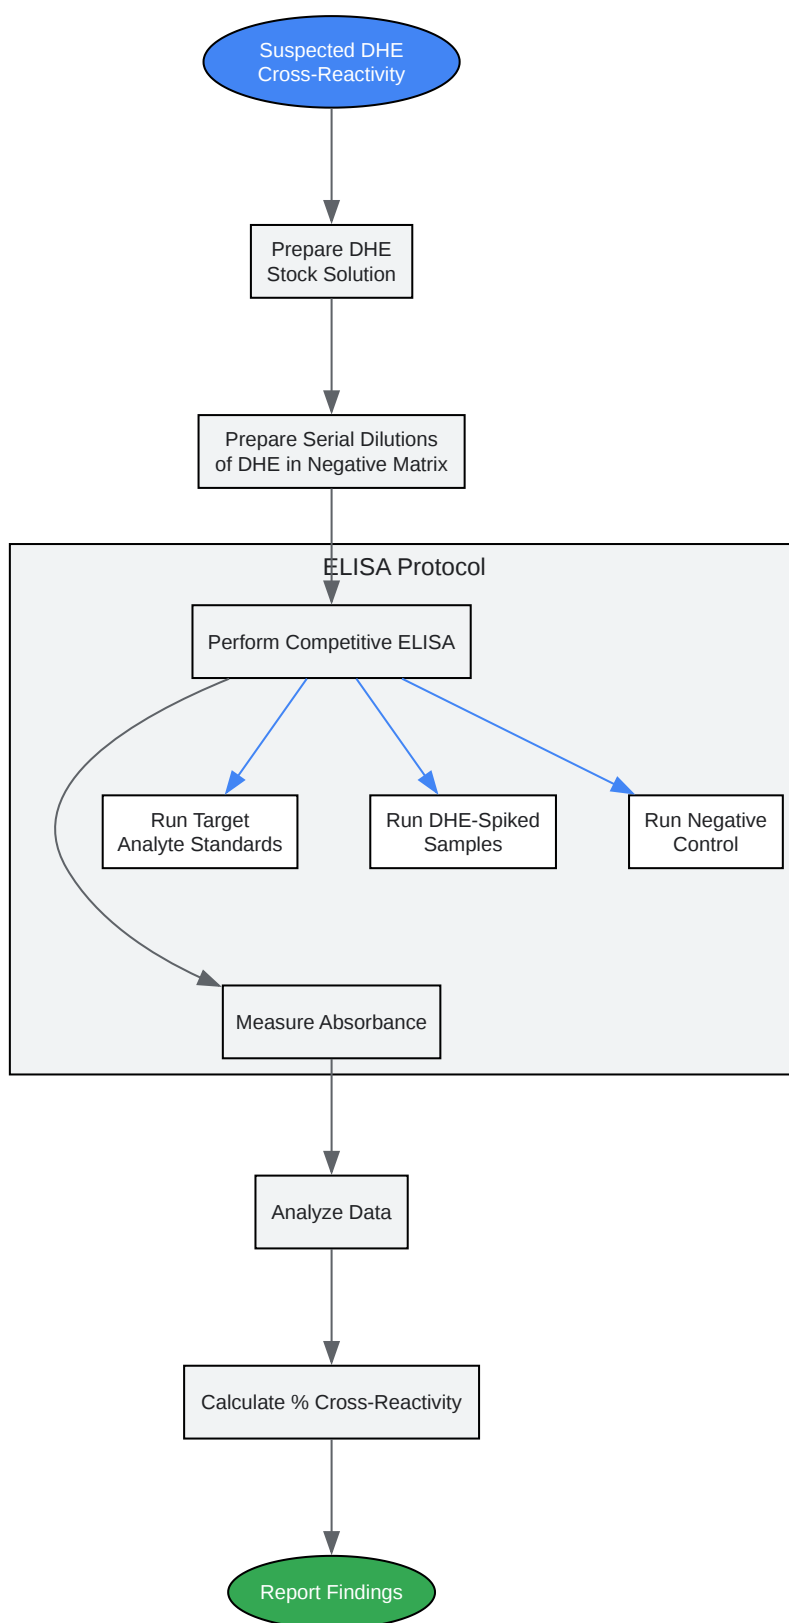 Suspected DHE
Cross-Reactivity
Prepare DHE
Stock Solution
Prepare Serial Dilutions
of DHE in Negative Matrix
ELISA Protocol
Perform Competitive ELISA
Run Target
Analyte Standards
Run DHE-Spiked
Samples
Run Negative
Control
Measure Absorbance
Analyze Data
Calculate % Cross-Reactivity
Report Findings